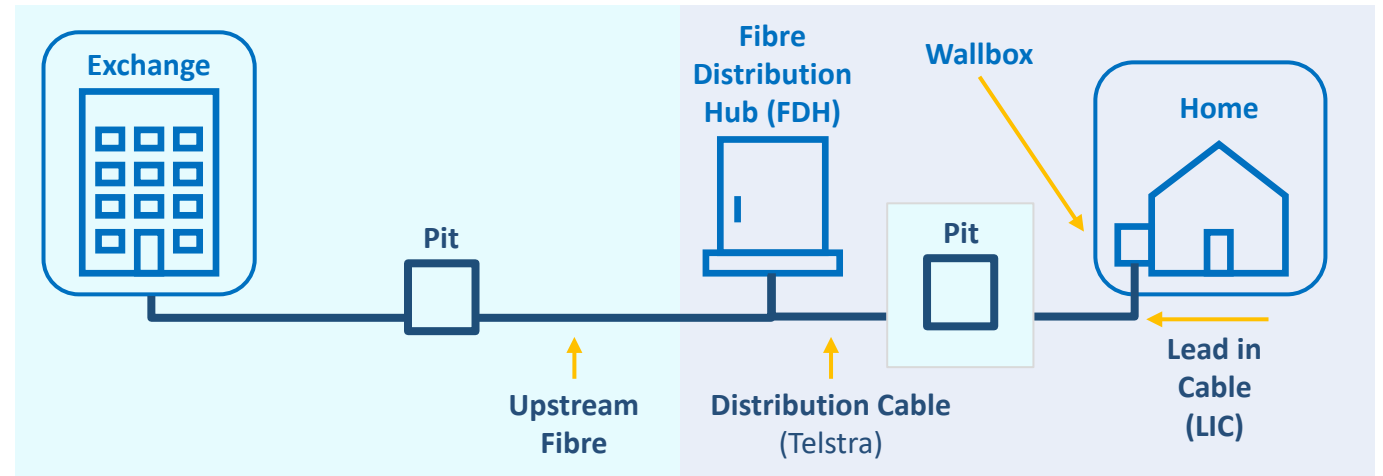 Exchange
Pit
Upstream
Fibre
Fibre
Distribution
Hub (FDH)
Distribution Cable
(Telstra)
Pit
Wallbox
Home
Lead in
Cable
(LIC)